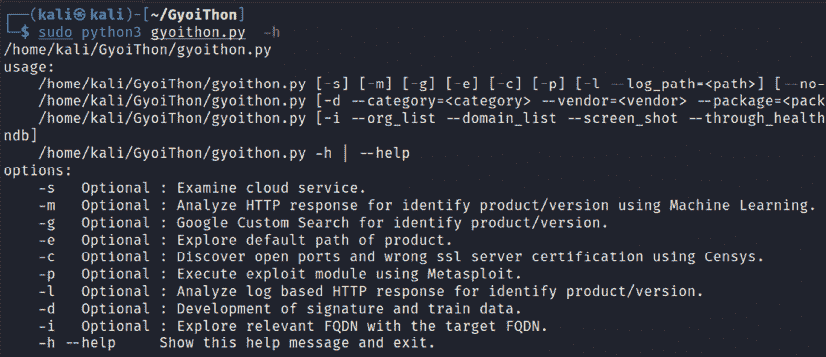 ┌──(kali㉿kali)-[~/GyoiThon]
└─$ sudo python3 gyoithon.py -h
/home/kali/GyoiThon/gyoithon.py
usage:
    /home/kali/GyoiThon/gyoithon.py [-s] [-m] [-g] [-e] [-c] [-p] [-l --log_path=<path>] [--no-
    /home/kali/GyoiThon/gyoithon.py [-d --category=<category> --vendor=<vendor> --package=<pack
    /home/kali/GyoiThon/gyoithon.py [-i --org_list --domain_list --screen_shot --through_health
ndb]
    /home/kali/GyoiThon/gyoithon.py -h | --help
options:
    -s   Optional : Examine cloud service.
    -m   Optional : Analyze HTTP response for identify product/version using Machine Learning.
    -g   Optional : Google Custom Search for identify product/version.
    -e   Optional : Explore default path of product.
    -c   Optional : Discover open ports and wrong ssl server certification using Censys.
    -p   Optional : Execute exploit module using Metasploit.
    -l   Optional : Analyze log based HTTP response for identify product/version.
    -d   Optional : Development of signature and train data.
    -i   Optional : Explore relevant FQDN with the target FQDN.
    -h --help     Show this help message and exit.